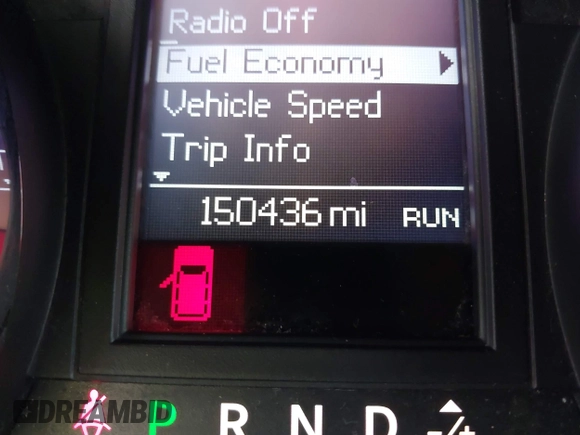 Radio Off
Fuel Economy
Vehicle Speed
Trip Info
150436 mi RUN
DREAMBID P R N D -/+